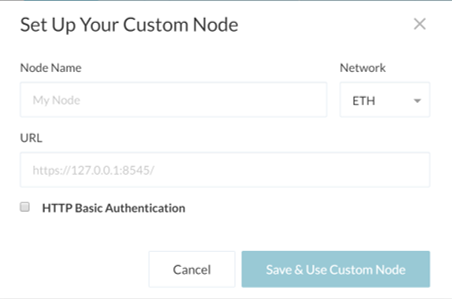 Set Up Your Custom Node
Node Name
Network
My Node
ETH
URL
https://127.0.0.1:8545/
HTTP Basic Authentication
Cancel
Save & Use Custom Node